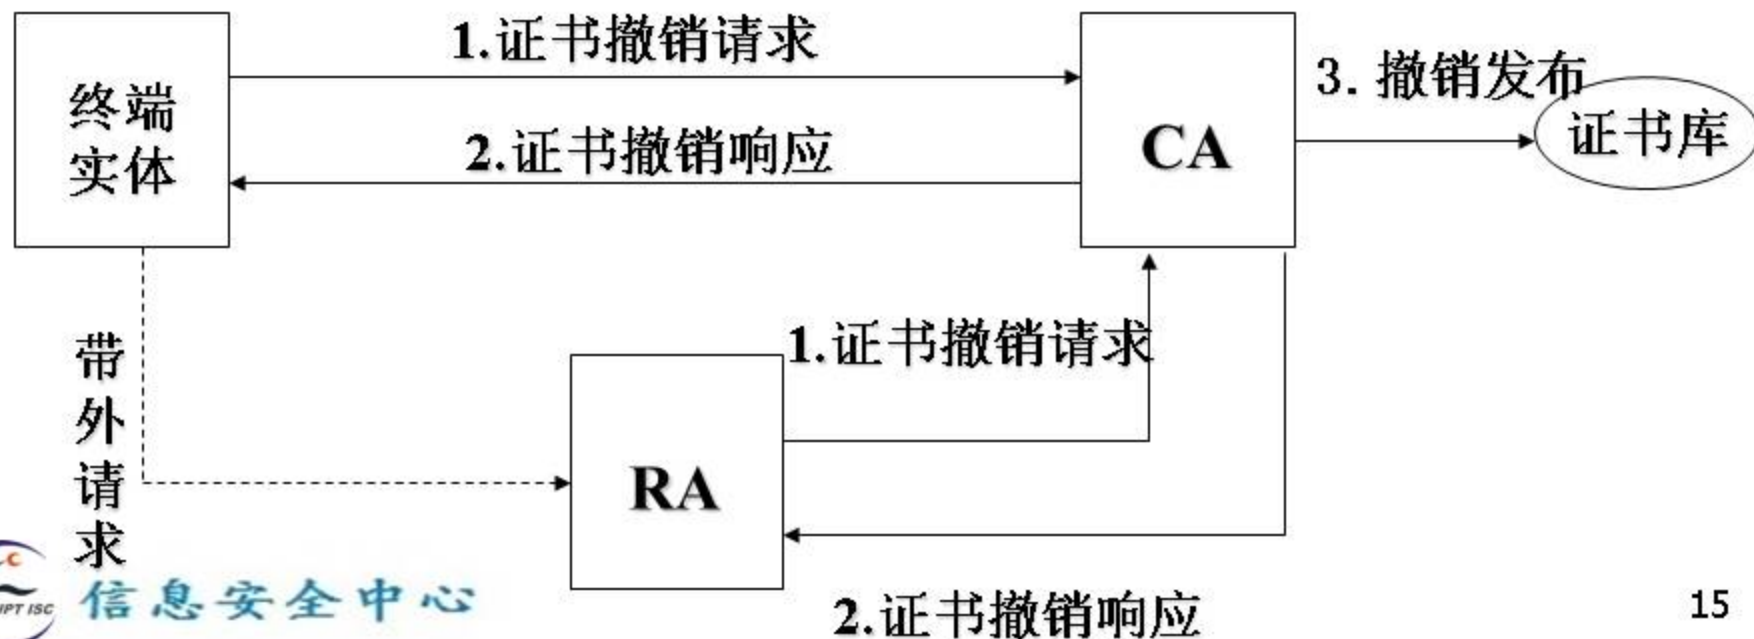 1.证书撤销请求
终端
实体
2.证书撤销响应
CA
3. 撤销发布
证书库
带外请求
1.证书撤销请求
RA
2.证书撤销响应
信息安全中心
15